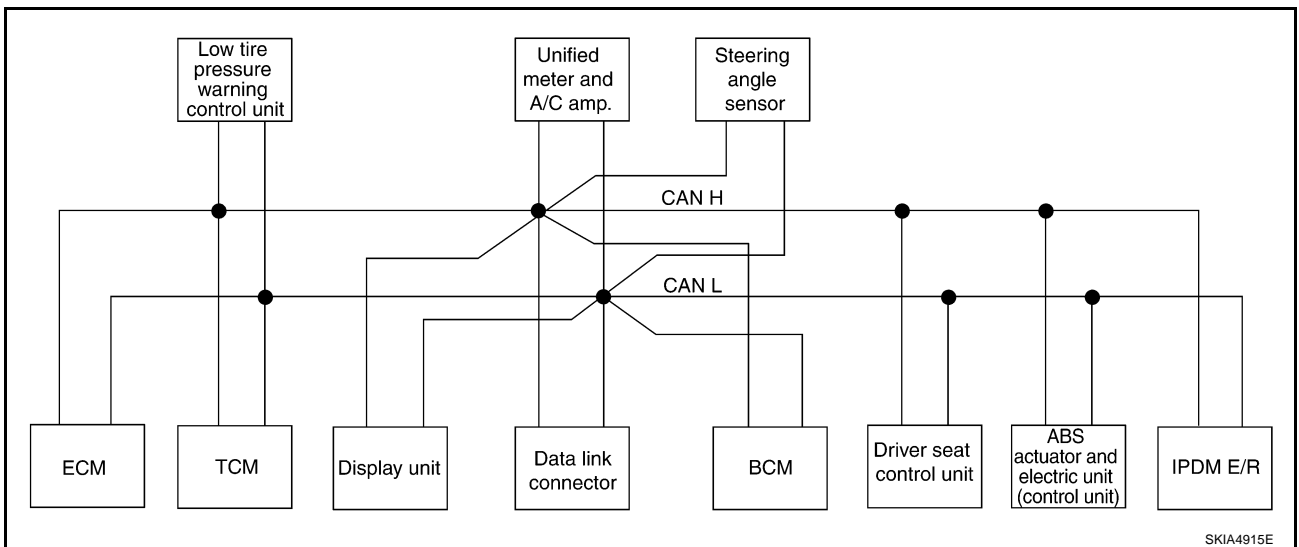 Low tire
pressure
warning
control unit
Unified
meter and
A/C amp.
Steering
angle
sensor
CAN H
CAN L
ECM
TCM
Display unit
Data link
connector
BCM
Driver seat
control unit
ABS
actuator and
electric unit
(control unit)
IPDM E/R
SKIA4915E